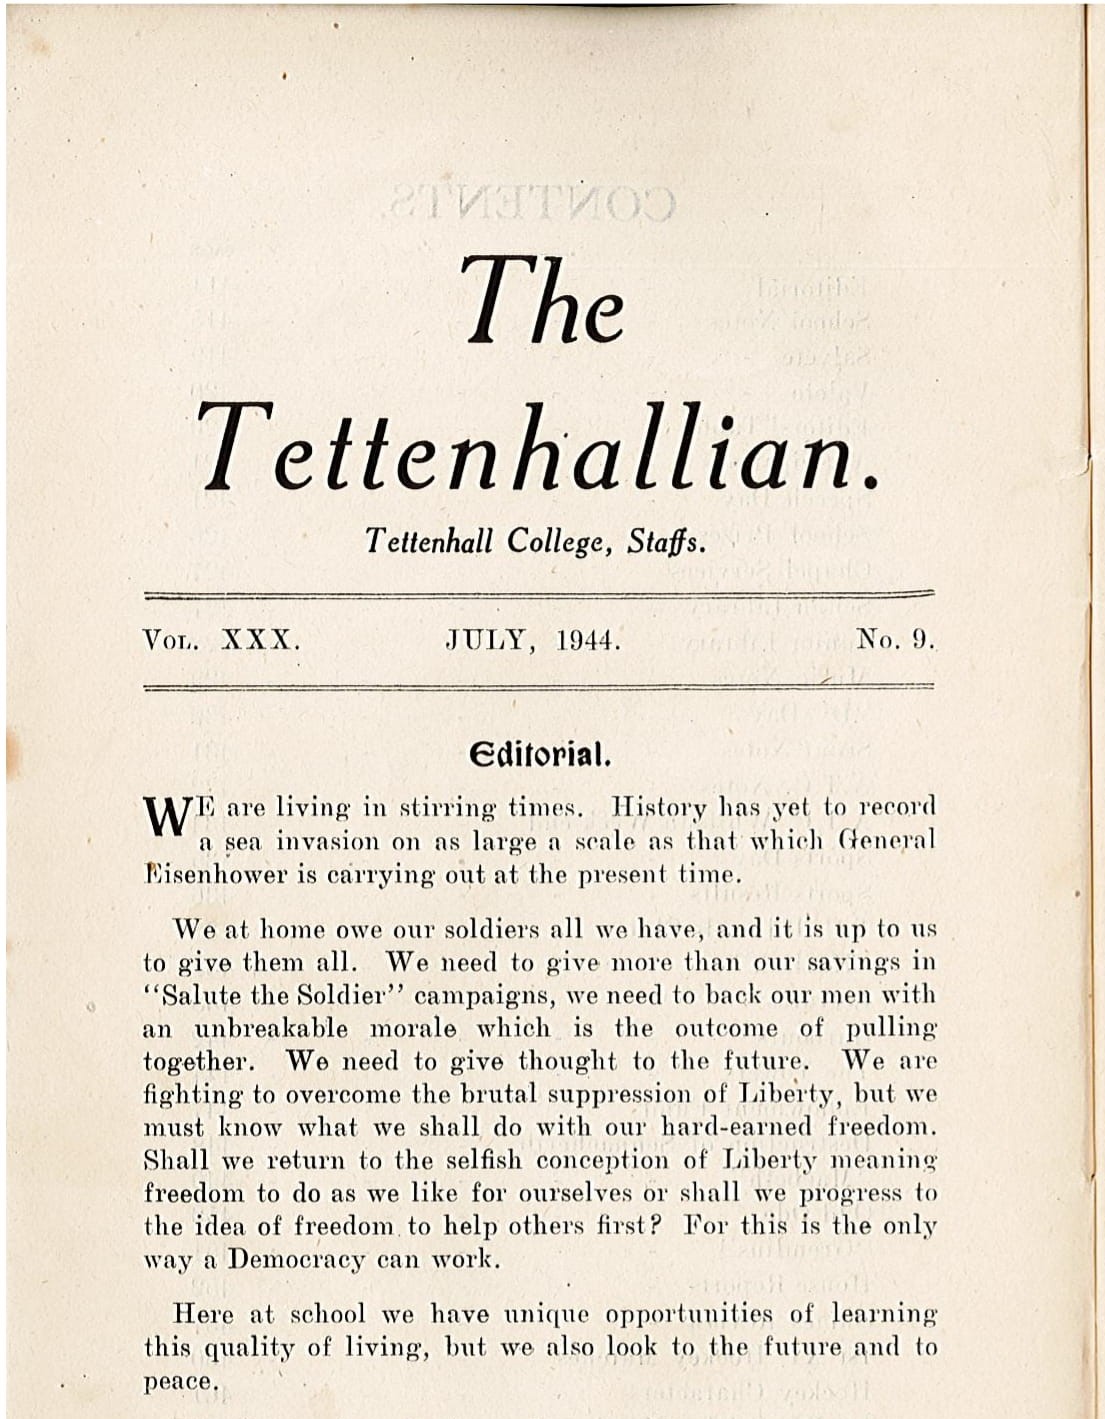 The
Tettenhallian.
Tettenhall College, Staffs.
VOL. XXX. JULY, 1944. No. 9.
Editorial.
WE are living in stirring times. History has yet to record
a sea invasion on as large a scale as that which General
Eisenhower is carrying out at the present time.
We at home owe our soldiers all we have, and it is up to us
to give them all. We need to give more than our savings in
"Salute the Soldier" campaigns, we need to back our men with
an unbreakable morale which is the outcome of pulling
together. We need to give thought to the future. We are
fighting to overcome the brutal suppression of Liberty, but we
must know what we shall do with our hard-earned freedom.
Shall we return to the selfish conception of Liberty meaning
freedom to do as we like for ourselves or shall we progress to
the idea of freedom to help others first? For this is the only
way a Democracy can work.
Here at school we have unique opportunities of learning
this quality of living, but we also look to the future and to
peace.